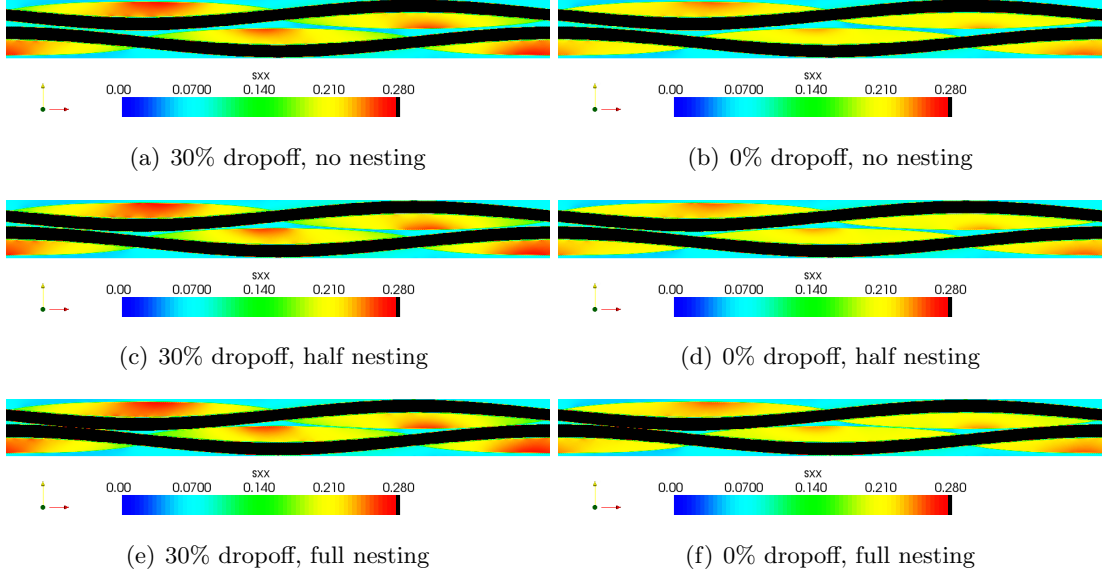 sxx
0.00 0.0700 0.140 0.210 0.280
sxx
0.00 0.0700 0.140 0.210 0.280
(a) 30% dropoff, no nesting
(b) 0% dropoff, no nesting
sxx
0.00 0.0700 0.140 0.210 0.280
sxx
0.00 0.0700 0.140 0.210 0.280
(c) 30% dropoff, half nesting
(d) 0% dropoff, half nesting
sxx
0.00 0.0700 0.140 0.210 0.280
sxx
0.00 0.0700 0.140 0.210 0.280
(e) 30% dropoff, full nesting
(f) 0% dropoff, full nesting